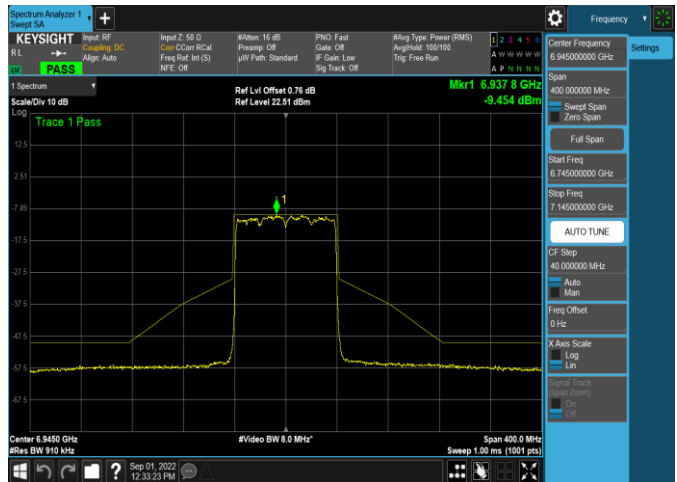 Spectrum Analyzer 1
Swept SA
Frequency
KEYSIGHT
RL
LXI
PASS
Input: RF
Coupling: DC
Align: Auto
Input Z: 50 Ω
Corr CCorr RCal
Freq Ref: Int (S)
NFE: Off
#Atten: 16 dB
Preamp: Off
µW Path: Standard
PNO: Fast
Gate: Off
IF Gain: Low
Sig Track: Off
#Avg Type: Power (RMS)
Avg|Hold: 100/100
Trig: Free Run
1 2 3 4 5 6
A W W W W W
A P N N N N
1 Spectrum
Scale/Div 10 dB
Log
Ref Lvl Offset 0.76 dB
Ref Level 22.51 dBm
Mkr1 6.937 8 GHz
-9.454 dBm
Trace 1 Pass
1
12.5
2.51
-7.49
-17.5
-27.5
-37.5
-47.5
-57.5
-67.5
Center 6.9450 GHz
#Res BW 910 kHz
#Video BW 8.0 MHz*
Span 400.0 MHz
Sweep 1.00 ms (1001 pts)
Sep 01, 2022
12:33:23 PM
Settings
Center Frequency
6.945000000 GHz
Span
400.000000 MHz
Swept Span
Zero Span
Full Span
Start Freq
6.745000000 GHz
Stop Freq
7.145000000 GHz
AUTO TUNE
CF Step
40.000000 MHz
Auto
Man
Freq Offset
0 Hz
X Axis Scale
Log
Lin
Signal Track
(Span Zoom)
On
Off